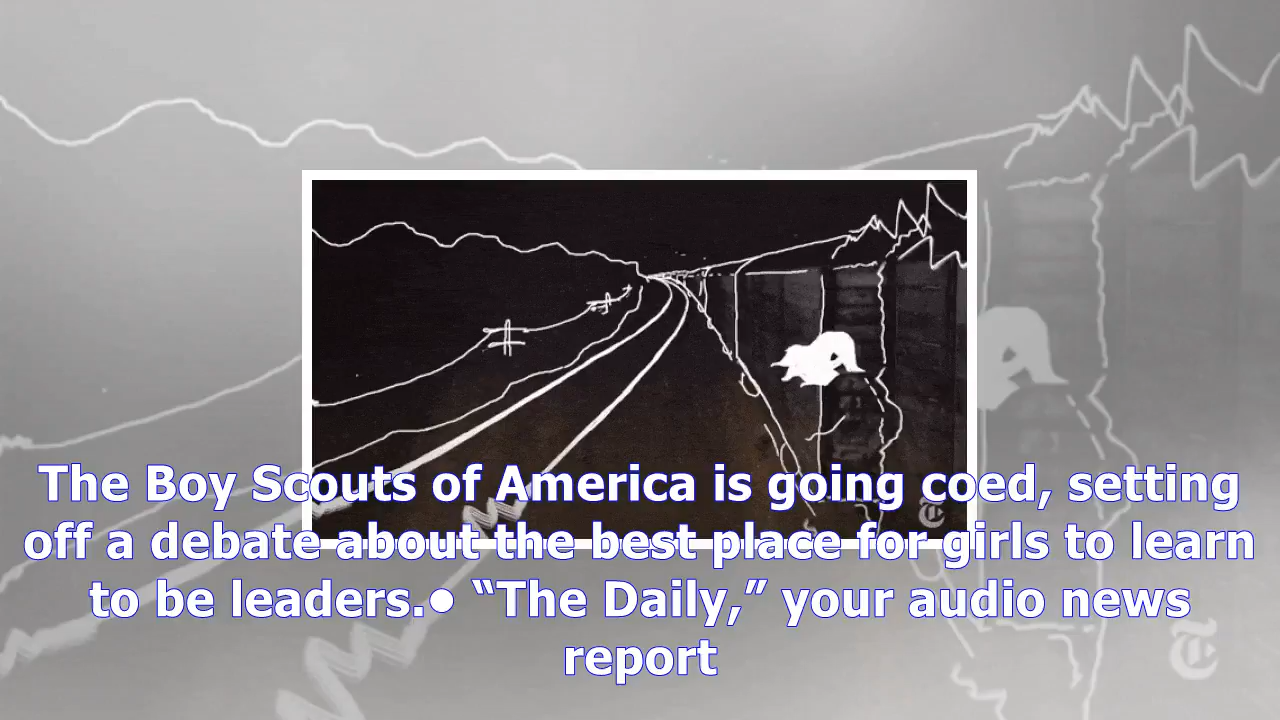 The Boy Scouts of America is going coed, setting
off a debate about the best place for girls to learn
to be leaders.● “The Daily,” your audio news
report